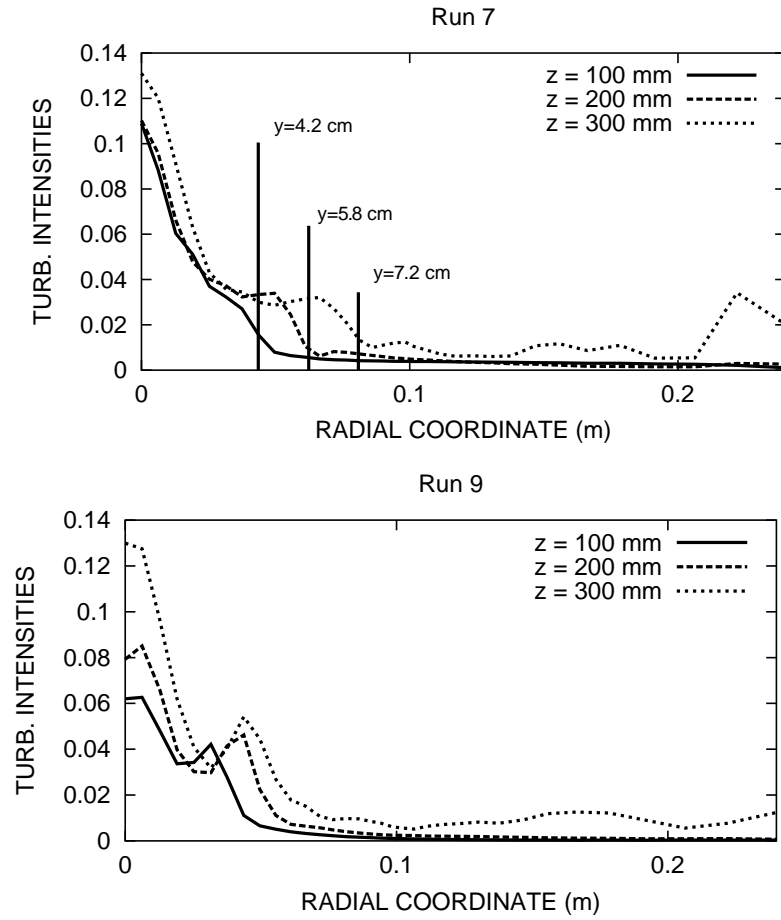 Run 7
TURB. INTENSITIES
0.14
0.12
0.1
0.08
0.06
0.04
0.02
0
z = 100 mm
z = 200 mm
z = 300 mm
y=4.2 cm
y=5.8 cm
y=7.2 cm
0
0.1
0.2
RADIAL COORDINATE (m)
Run 9
TURB. INTENSITIES
0.14
0.12
0.1
0.08
0.06
0.04
0.02
0
z = 100 mm
z = 200 mm
z = 300 mm
0
0.1
0.2
RADIAL COORDINATE (m)